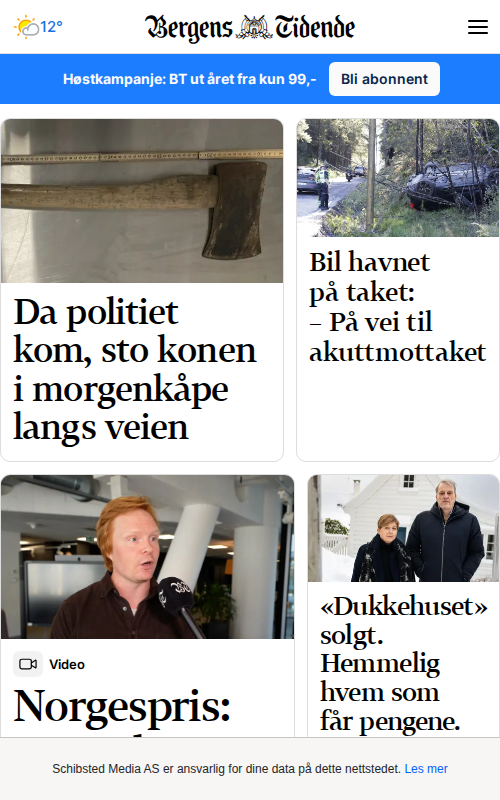 12°
Bergens Tidende
Høstkampanje: BT ut året fra kun 99,-
Bli abonnent
Da politiet
kom, sto konen
i morgenkåpe
langs veien
Bil havnet
på taket:
– På vei til
akuttmottaket
Video
Norgespris:
«Dukkehuset»
solgt.
Hemmelig
hvem som
får pengene.
Schibsted Media AS er ansvarlig for dine data på dette nettstedet. Les mer